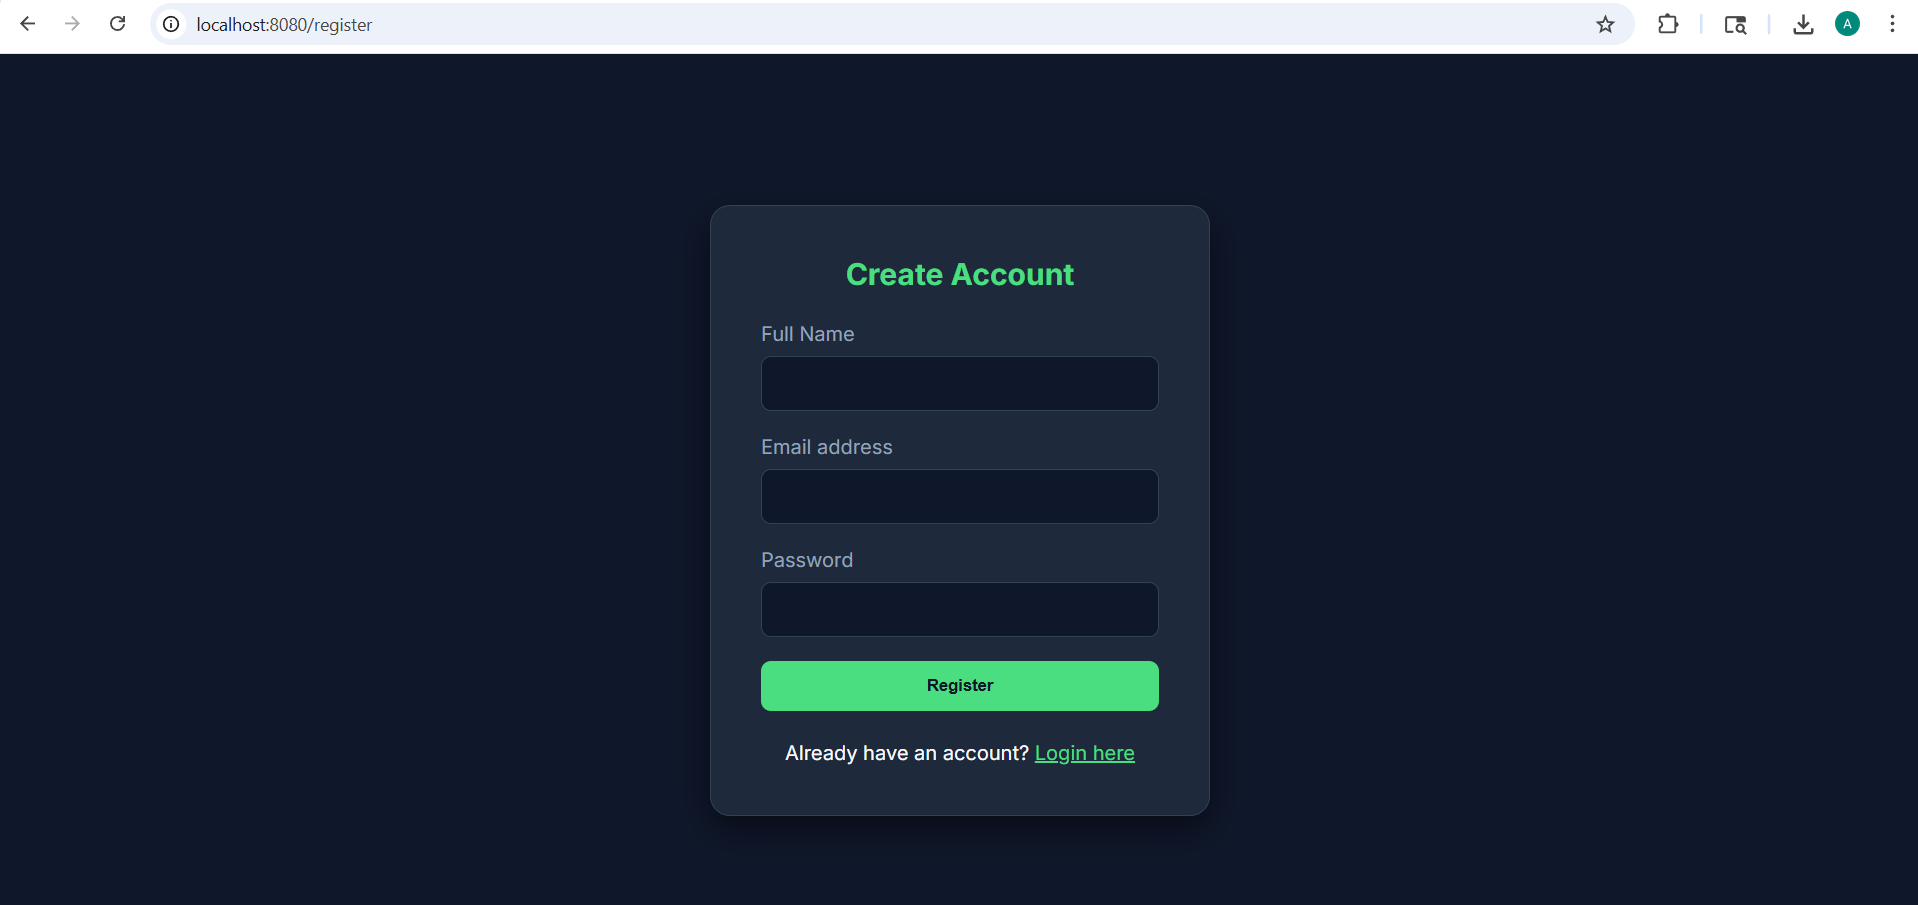 localhost:8080/register
A
Create Account
Full Name
Email address
Password
Register
Already have an account? Login here